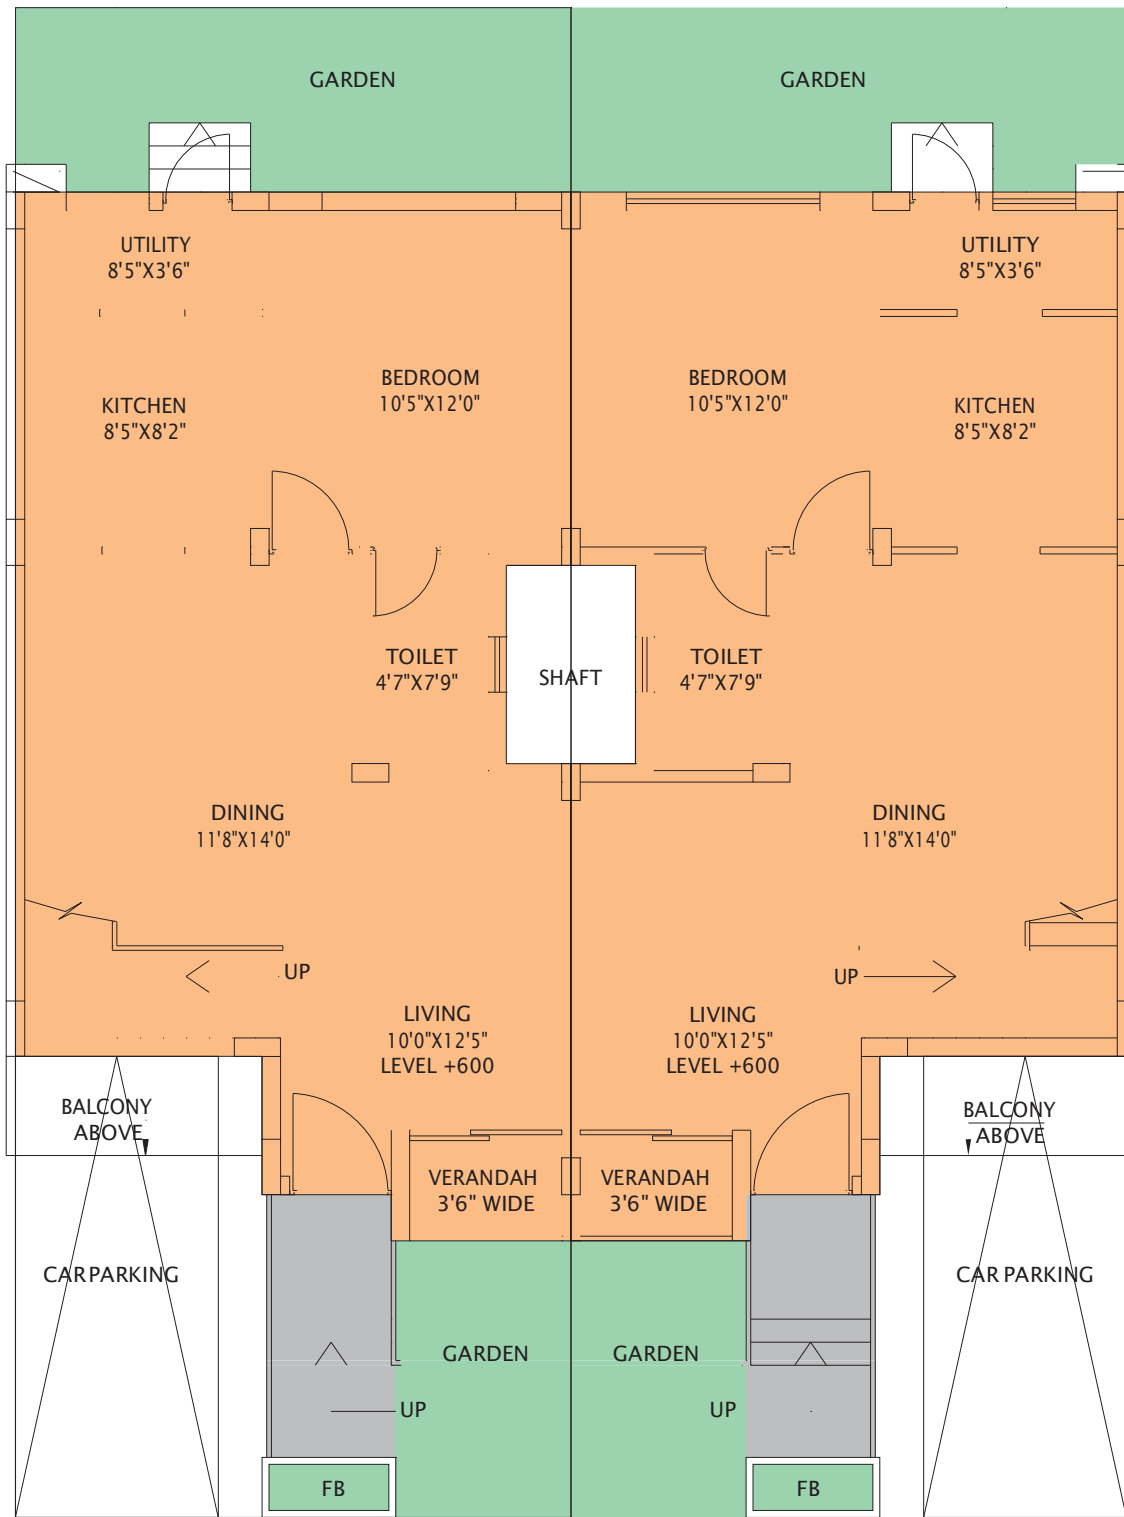 GARDEN
GARDEN
UTILITY
8'5"X3'6"
UTILITY
8'5"X3'6"
BEDROOM
10'5"X12'0"
BEDROOM
10'5"X12'0"
KITCHEN
8'5"X8'2"
KITCHEN
8'5"X8'2"
TOILET
4'7"X7'9"
SHAFT
TOILET
4'7"X7'9"
DINING
11'8"X14'0"
DINING
11'8"X14'0"
UP
UP
LIVING
10'0"X12'5"
LEVEL +600
LIVING
10'0"X12'5"
LEVEL +600
BALCONY
ABOVE
BALCONY
ABOVE
VERANDAH
3'6" WIDE
VERANDAH
3'6" WIDE
CAR PARKING
CAR PARKING
GARDEN
GARDEN
UP
UP
FB
FB